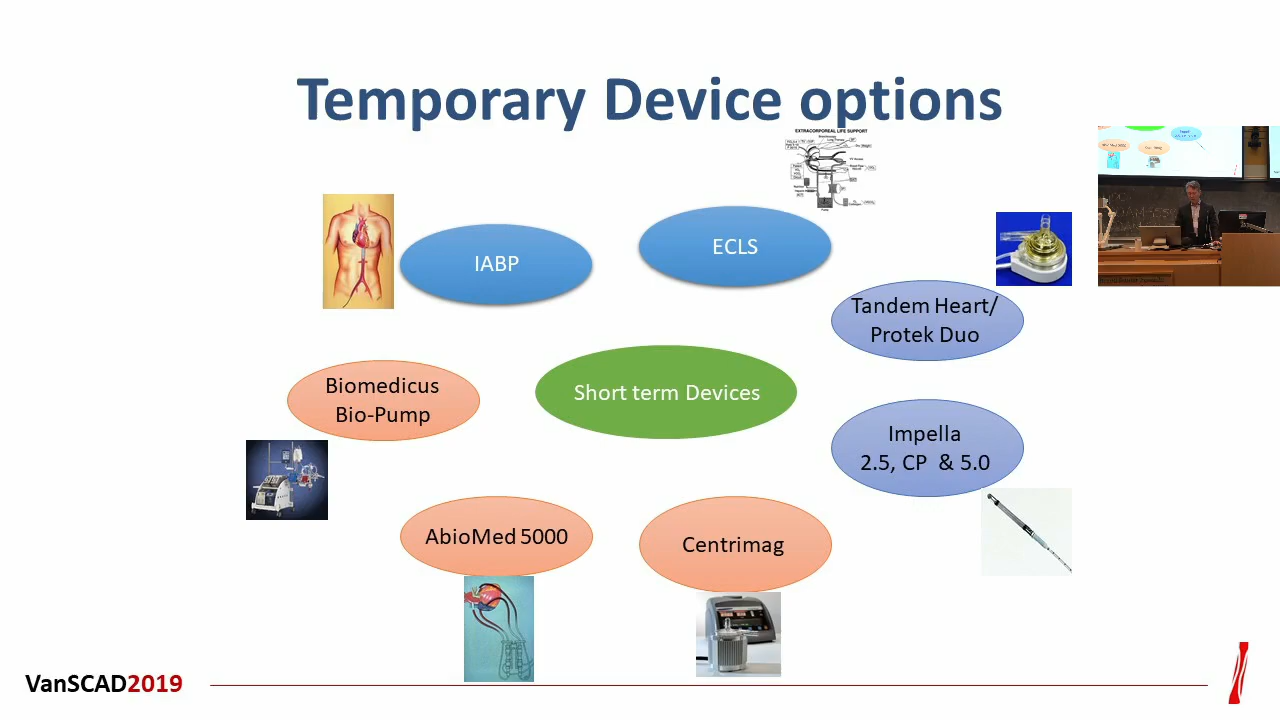 Temporary Device options
EXTRACORPOREAL LIFE SUPPORT
IABP
ECLS
Tandem Heart/
Protek Duo
Biomedicus
Bio-Pump
Short term Devices
Impella
2.5, CP & 5.0
AbioMed 5000
Centrimag
VanSCAD2019